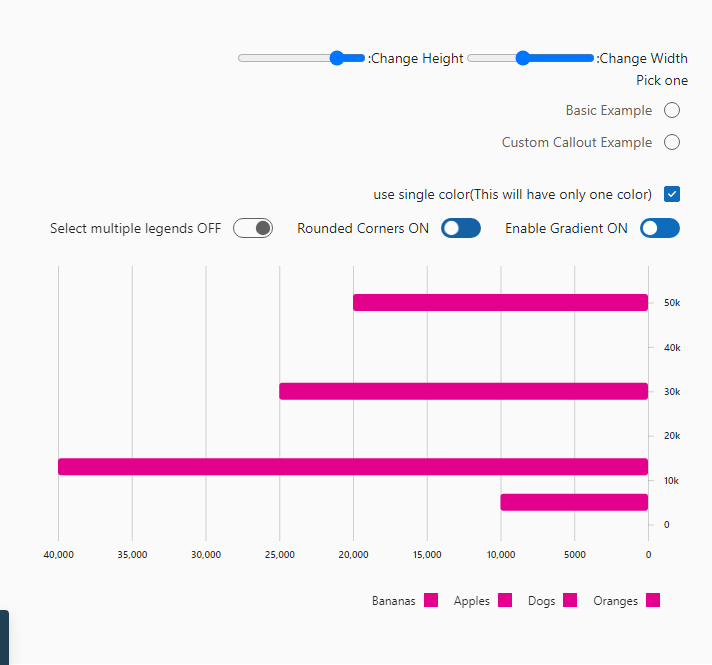 :Change Height :Change Width
Pick one
Basic Example
Custom Callout Example
use single color(This will have only one color)
Select multiple legends OFF Rounded Corners ON Enable Gradient ON
50k
40k
30k
20k
10k
0
40,000 35,000 30,000 25,000 20,000 15,000 10,000 5000 0
Bananas Apples Dogs Oranges